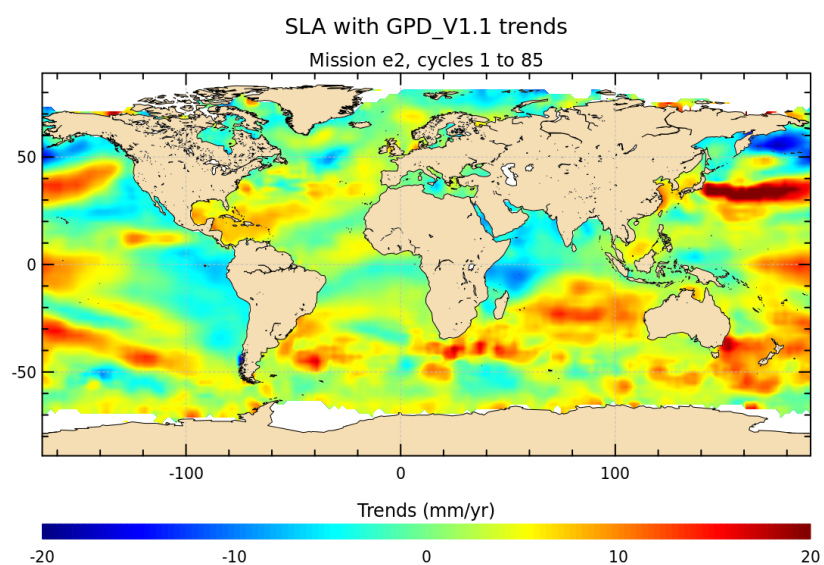 SLA with GPD_V1.1 trends
Mission e2, cycles 1 to 85
50
0
-50
-100 0 100
Trends (mm/yr)
-20 -10 0 10 20